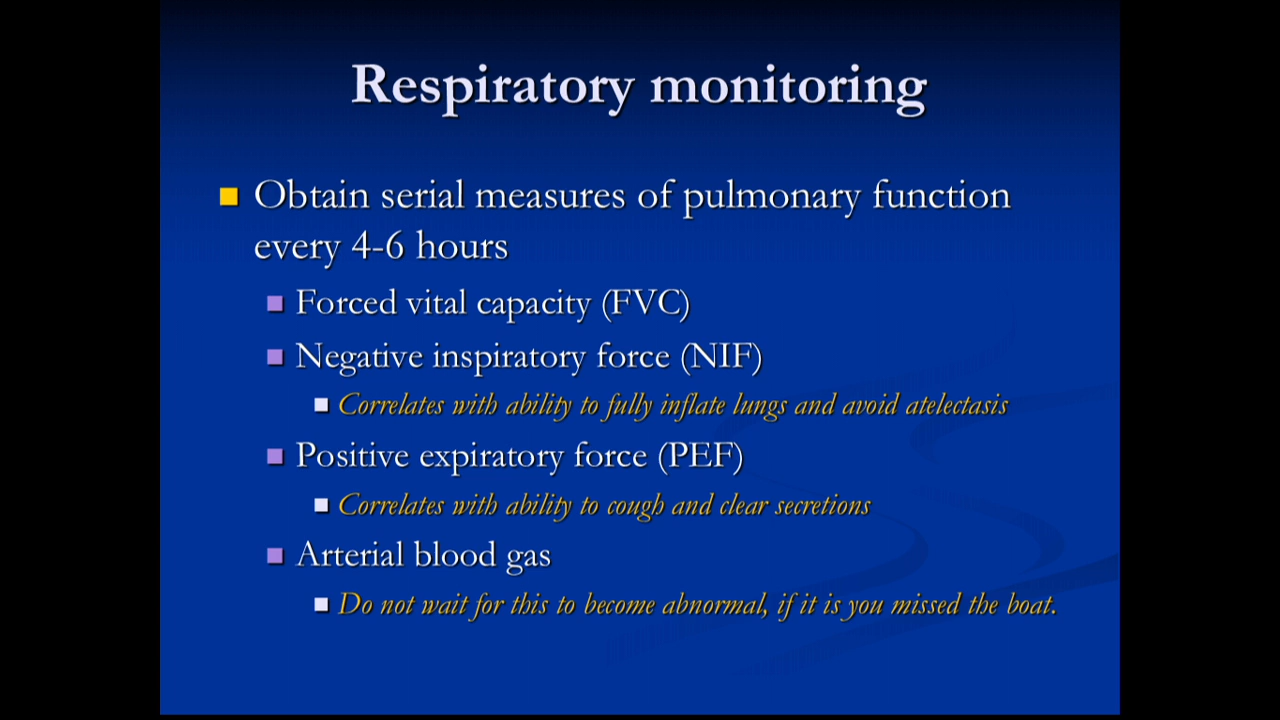 Respiratory monitoring
Obtain serial measures of pulmonary function
every 4-6 hours
Forced vital capacity (FVC)
Negative inspiratory force (NIF)
Correlates with ability to fully inflate lungs and avoid atelectasis
Positive expiratory force (PEF)
Correlates with ability to cough and clear secretions
Arterial blood gas
Do not wait for this to become abnormal, if it is you missed the boat.